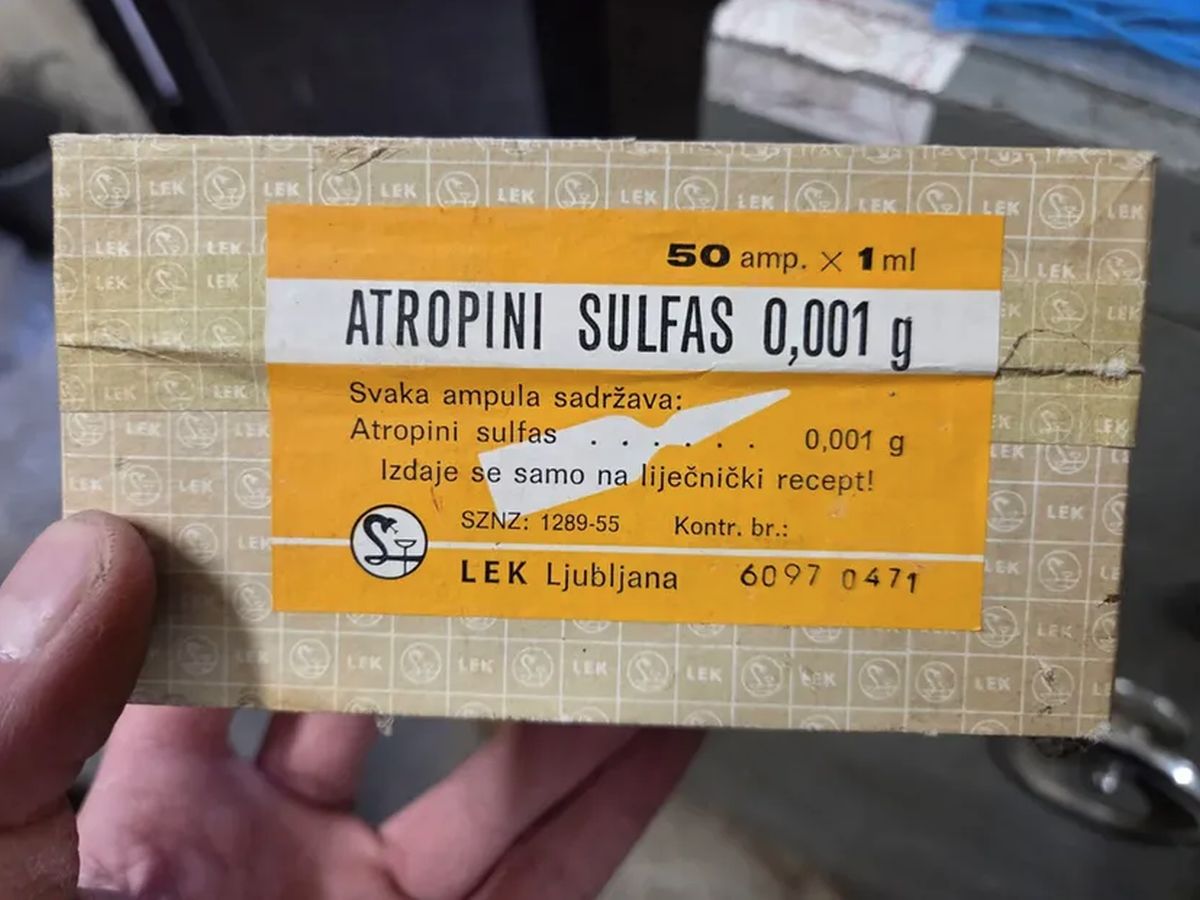 50 amp. × 1 ml
ATROPINI SULFAS 0,001 g
Svaka ampula sadržava:
Atropini sulfas . . . . . . 0,001 g
Izdaje se samo na liječnički recept!
SZNZ: 1289-55 Kontr. br.:
LEK Ljubljana 6097 0471